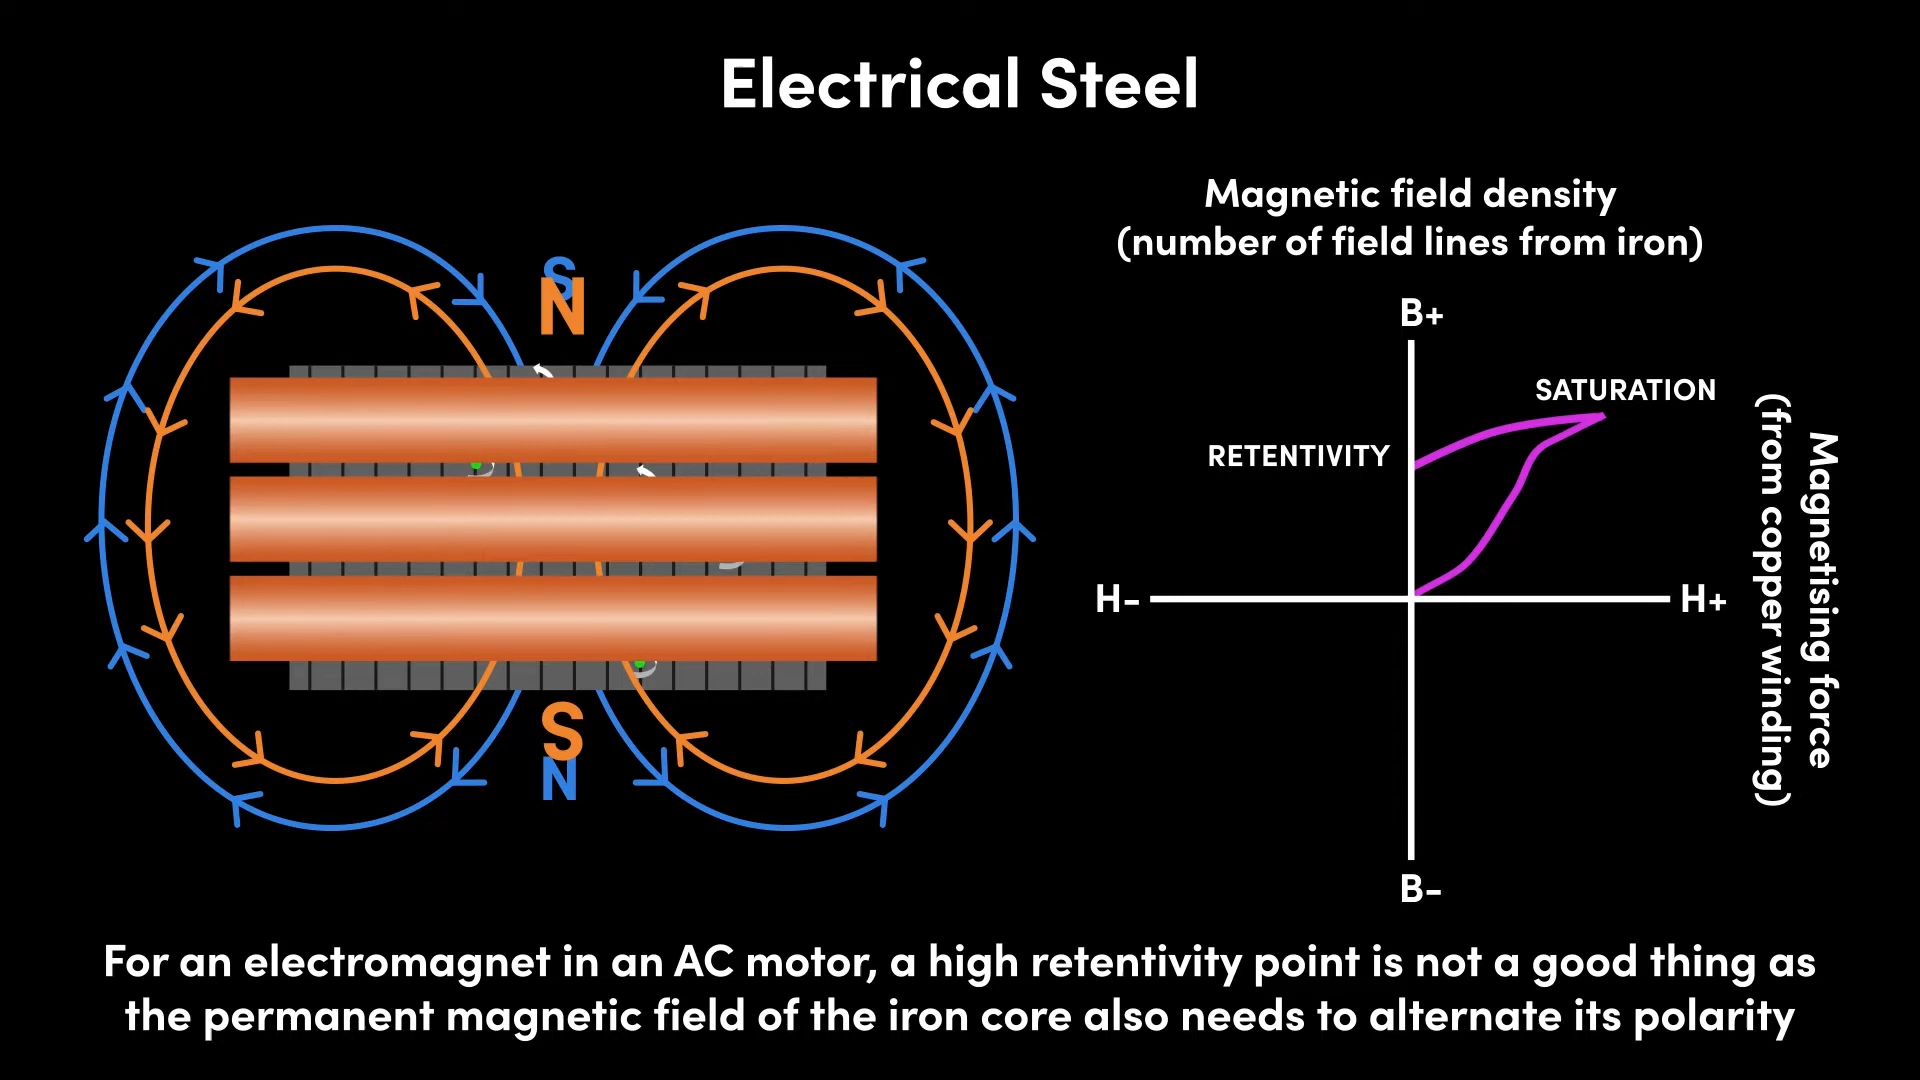 Electrical Steel
Magnetic field density
(number of field lines from iron)
S
N
B+
SATURATION
RETENTIVITY
Magnetising force
(from copper winding)
H-
H+
S
N
B-
For an electromagnet in an AC motor, a high retentivity point is not a good thing as
the permanent magnetic field of the iron core also needs to alternate its polarity